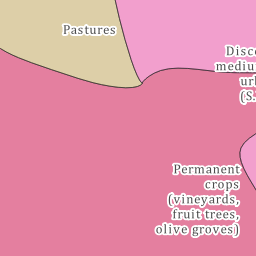 Pastures
Disco
mediu
urb
(S.
Permanent
crops
(vineyards,
fruit trees,
olive groves)